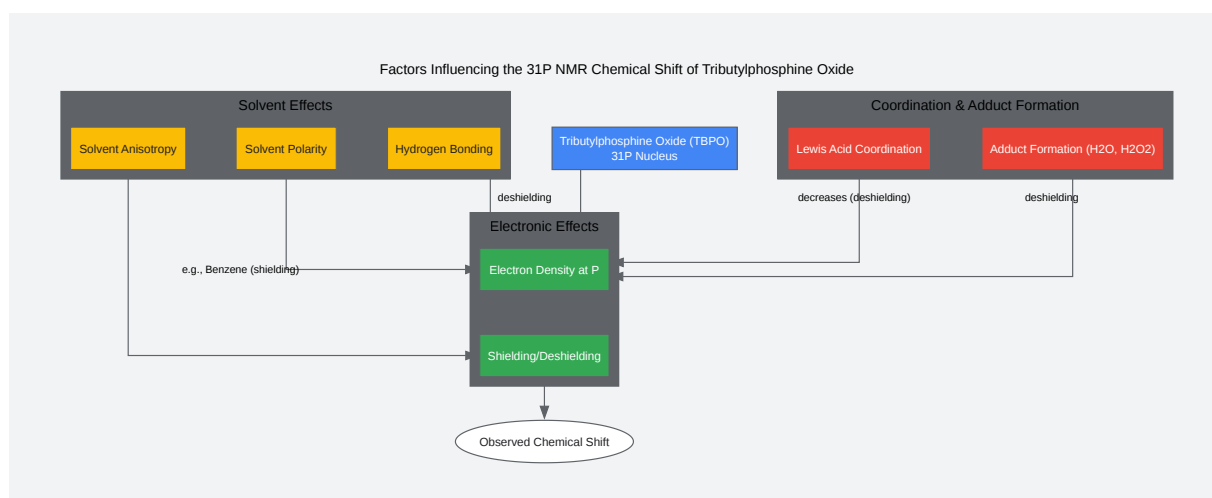 Factors Influencing the 31P NMR Chemical Shift of Tributylphosphine Oxide
Solvent Effects
Solvent Anisotropy
Solvent Polarity
Hydrogen Bonding
Tributylphosphine Oxide (TBPO)
31P Nucleus
Coordination & Adduct Formation
Lewis Acid Coordination
Adduct Formation (H2O, H2O2)
deshielding
decreases (deshielding)
deshielding
Electronic Effects
e.g., Benzene (shielding)
Electron Density at P
Shielding/Deshielding
Observed Chemical Shift